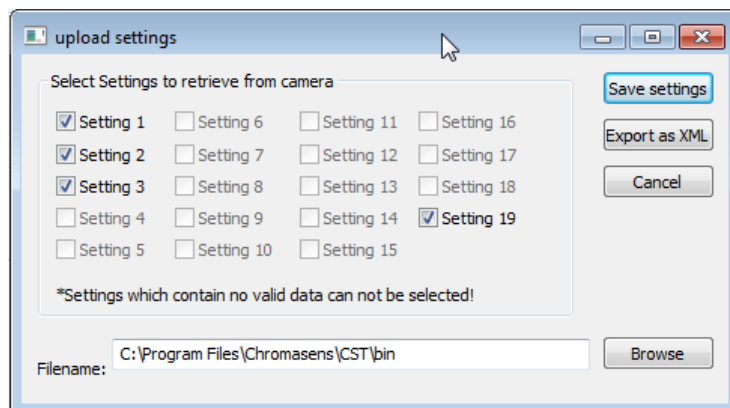 upload settings
Select Settings to retrieve from camera
Save settings
Setting 1 Setting 6 Setting 11 Setting 16
Export as XML
Setting 2 Setting 7 Setting 12 Setting 17
Setting 3 Setting 8 Setting 13 Setting 18
Cancel
Setting 4 Setting 9 Setting 14 Setting 19
Setting 5 Setting 10 Setting 15
*Settings which contain no valid data can not be selected!
Filename: C:\Program Files\Chromasens\CST\bin
Browse